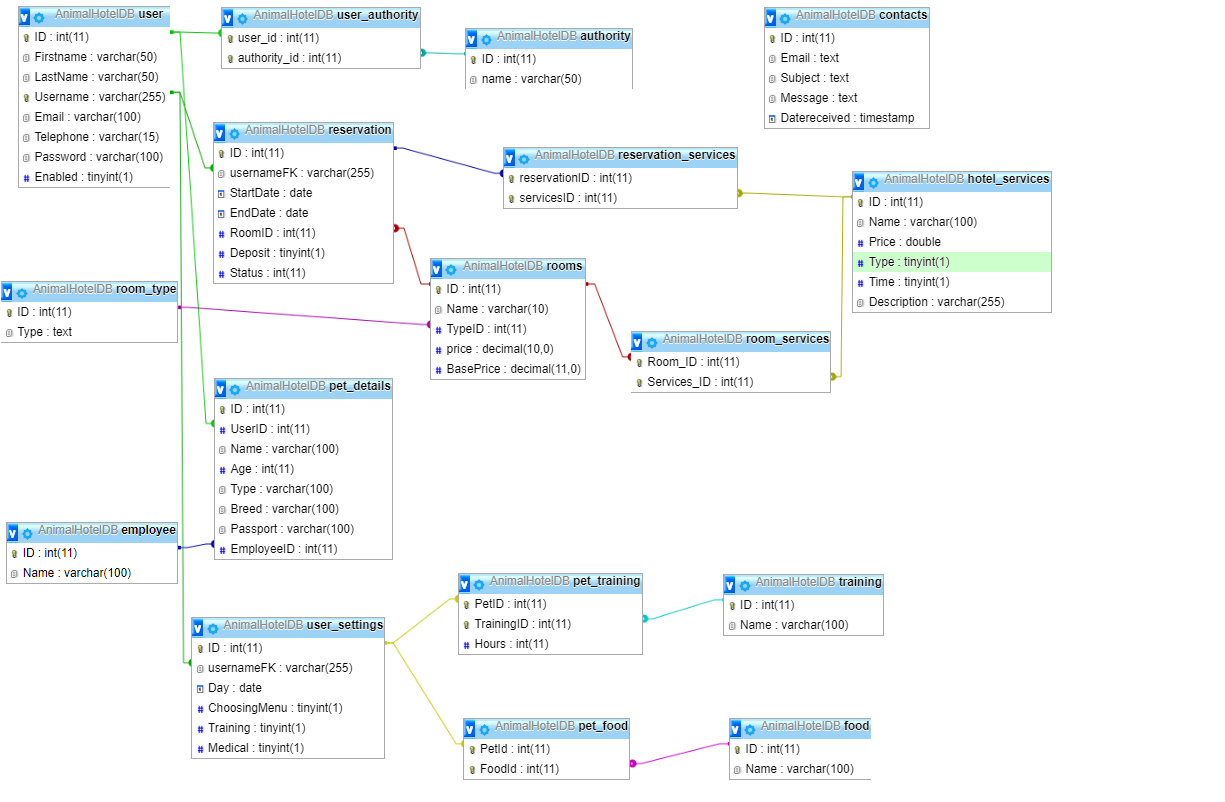 AnimalHotelDB user
ID : int(11)
Firstname : varchar(50)
LastName : varchar(50)
Username : varchar(255)
Email : varchar(100)
Telephone : varchar(15)
Password : varchar(100)
Enabled : tinyint(1)
AnimalHotelDB user_authority
user_id : int(11)
authority_id : int(11)
AnimalHotelDB authority
ID : int(11)
name : varchar(50)
AnimalHotelDB contacts
ID : int(11)
Email : text
Subject : text
Message : text
Datereceived : timestamp
AnimalHotelDB reservation
ID : int(11)
usernameFK : varchar(255)
StartDate : date
EndDate : date
RoomID : int(11)
Deposit : tinyint(1)
Status : int(11)
AnimalHotelDB reservation_services
reservationID : int(11)
servicesID : int(11)
AnimalHotelDB hotel_services
ID : int(11)
Name : varchar(100)
Price : double
Type : tinyint(1)
Time : tinyint(1)
Description : varchar(255)
AnimalHotelDB room_type
ID : int(11)
Type : text
AnimalHotelDB rooms
ID : int(11)
Name : varchar(10)
TypeID : int(11)
price : decimal(10,0)
BasePrice : decimal(11,0)
AnimalHotelDB room_services
Room_ID : int(11)
Services_ID : int(11)
AnimalHotelDB pet_details
ID : int(11)
UserID : int(11)
Name : varchar(100)
Age : int(11)
Type : varchar(100)
Breed : varchar(100)
Passport : varchar(100)
EmployeeID : int(11)
AnimalHotelDB employee
ID : int(11)
Name : varchar(100)
AnimalHotelDB user_settings
ID : int(11)
usernameFK : varchar(255)
Day : date
ChoosingMenu : tinyint(1)
Training : tinyint(1)
Medical : tinyint(1)
AnimalHotelDB pet_training
PetID : int(11)
TrainingID : int(11)
Hours : int(11)
AnimalHotelDB training
ID : int(11)
Name : varchar(100)
AnimalHotelDB pet_food
PetId : int(11)
FoodId : int(11)
AnimalHotelDB food
ID : int(11)
Name : varchar(100)